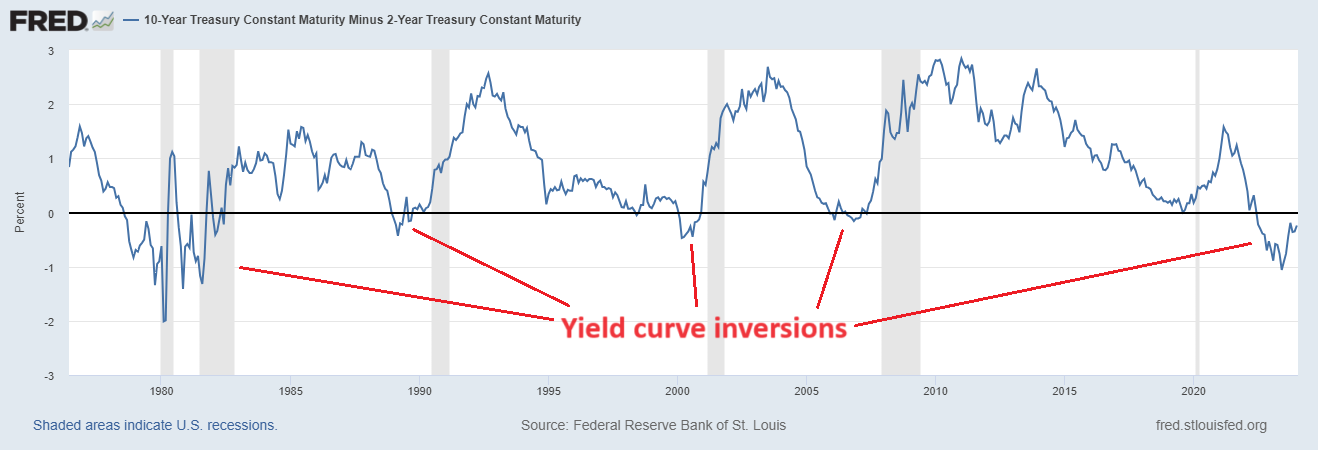 FRED
10-Year Treasury Constant Maturity Minus 2-Year Treasury Constant Maturity
3
2
1
0
-1
-2
-3
Percent
Yield curve inversions
1980 1985 1990 1995 2000 2005 2010 2015 2020
Shaded areas indicate U.S. recessions. Source: Federal Reserve Bank of St. Louis fred.stlouisfed.org